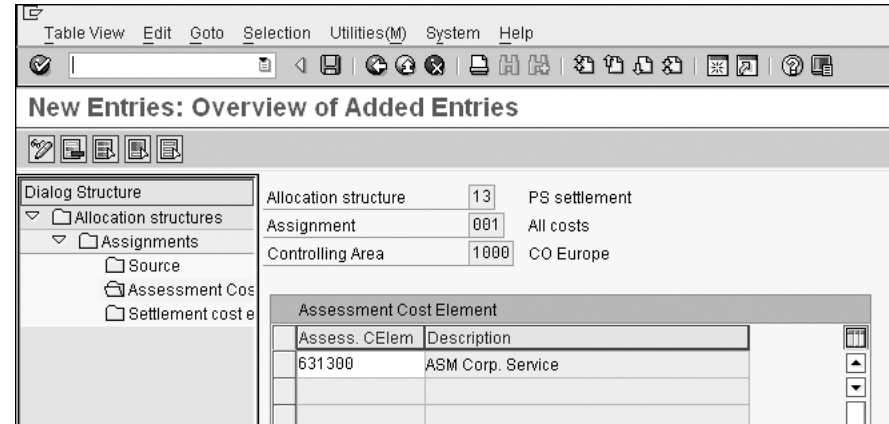 Table View Edit Goto Selection Utilities(M) System Help
New Entries: Overview of Added Entries
Dialog Structure
Allocation structures
Assignments
Source
Assessment Cos
Settlement cost e
Allocation structure 13 PS settlement
Assignment 001 All costs
Controlling Area 1000 CO Europe
Assessment Cost Element
Assess. CElem Description
631300 ASM Corp. Service